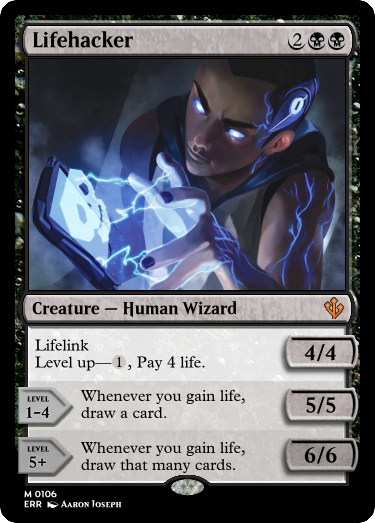 Lifehacker 2
Creature — Human Wizard
Lifelink
Level up—1, Pay 4 life.
4/4
LEVEL
1-4
Whenever you gain life,
draw a card.
5/5
LEVEL
5+
Whenever you gain life,
draw that many cards.
6/6
M 0106
ERR Aaron Joseph